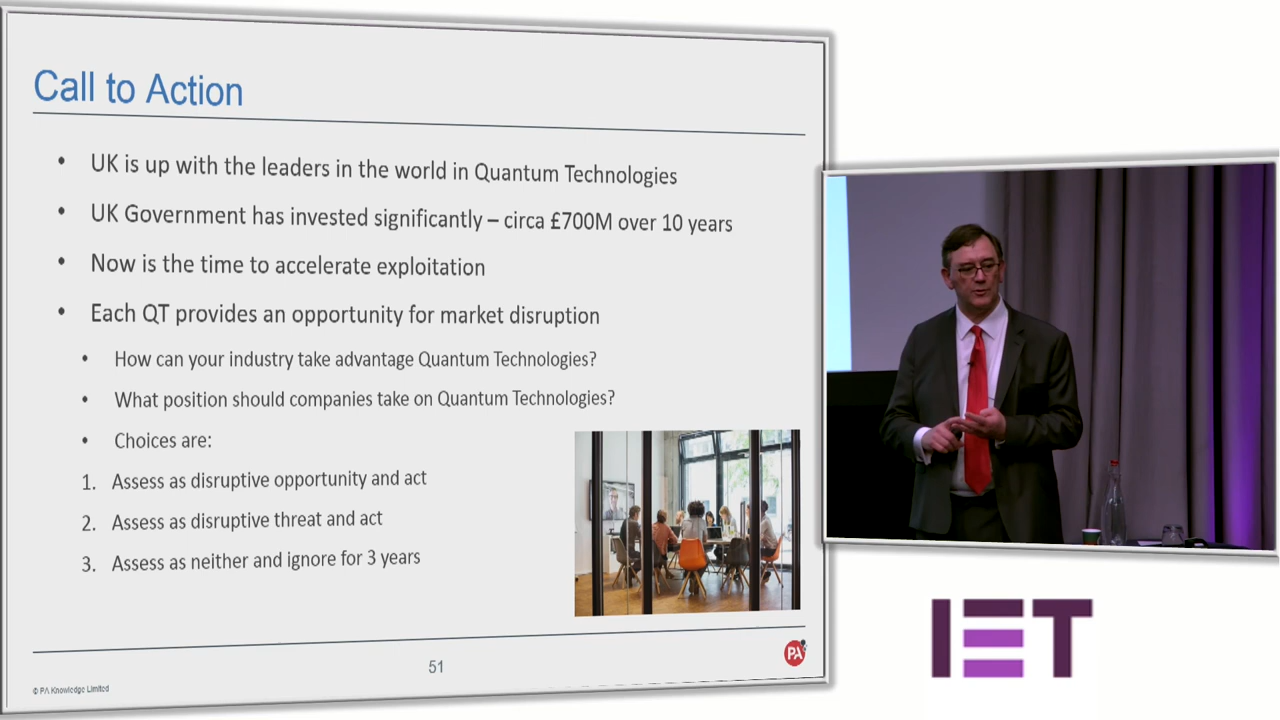 Call to Action
• UK is up with the leaders in the world in Quantum Technologies
• UK Government has invested significantly – circa £700M over 10 years
• Now is the time to accelerate exploitation
• Each QT provides an opportunity for market disruption
• How can your industry take advantage Quantum Technologies?
• What position should companies take on Quantum Technologies?
• Choices are:
1. Assess as disruptive opportunity and act
2. Assess as disruptive threat and act
3. Assess as neither and ignore for 3 years
51
PA
© PA Knowledge Limited
IET